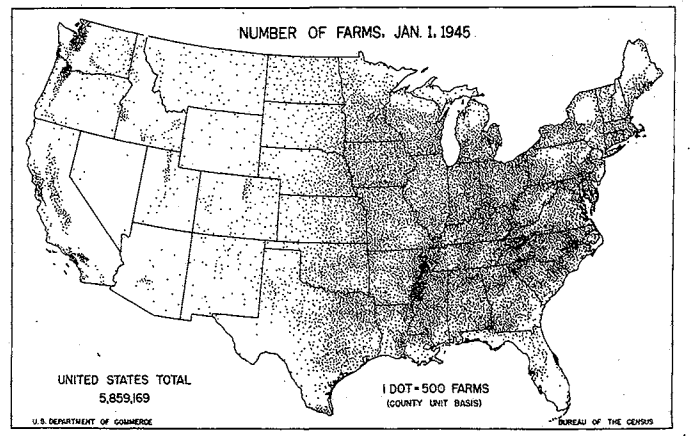 NUMBER OF FARMS, JAN. 1, 1945
UNITED STATES TOTAL
5,859,169
1 DOT = 500 FARMS
(COUNTY UNIT BASIS)
U. S. DEPARTMENT OF COMMERCE
BUREAU OF THE CENSUS